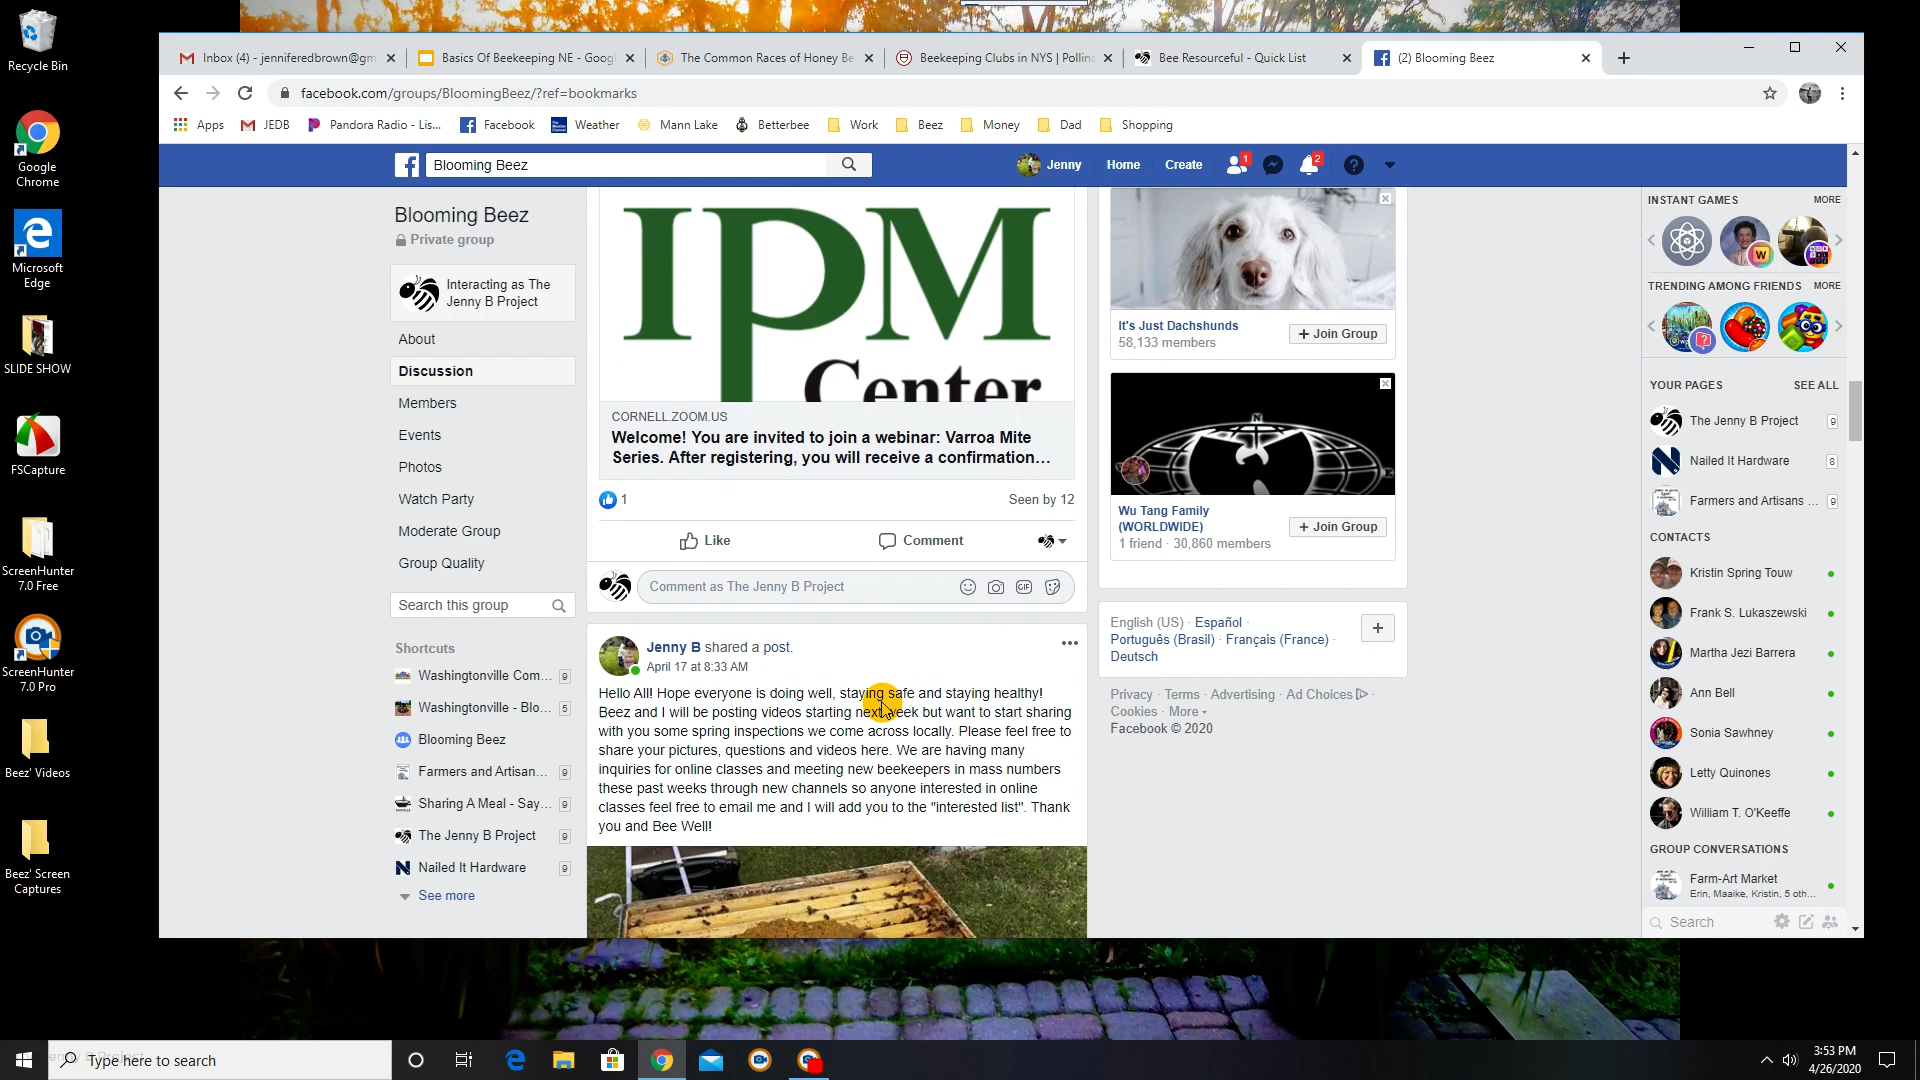 Recycle Bin
Google
Chrome
Microsoft
Edge
SLIDE SHOW
FSCapture
ScreenHunter
7.0 Free
ScreenHunter
7.0 Pro
Beez' Videos
Beez' Screen
Captures
Inbox (4) - jenniferedbrown@gm
Basics Of Beekeeping NE - Goog
The Common Races of Honey Be
Beekeeping Clubs in NYS | Pollin
Bee Resourceful - Quick List
(2) Blooming Beez
facebook.com/groups/BloomingBeez/?ref=bookmarks
Apps
JEDB
Pandora Radio - Lis...
Facebook
Weather
Mann Lake
Betterbee
Work
Beez
Money
Dad
Shopping
Blooming Beez
Jenny
Home
Create
1
2
Blooming Beez
Private group
Interacting as The
Jenny B Project
About
Discussion
Members
Events
Photos
Watch Party
Moderate Group
Group Quality
Search this group
Shortcuts
Washingtonville Com... 9
Washingtonville - Blo... 5
Blooming Beez
Farmers and Artisan... 9
Sharing A Meal - Say... 9
The Jenny B Project 9
Nailed It Hardware 9
See more
IPM
Center
CORNELL.ZOOM.US
Welcome! You are invited to join a webinar: Varroa Mite
Series. After registering, you will receive a confirmation...
1
Seen by 12
Like
Comment
Comment as The Jenny B Project
GIF
Jenny B shared a post.
April 17 at 8:33 AM
Hello All! Hope everyone is doing well, staying safe and staying healthy!
Beez and I will be posting videos starting next week but want to start sharing
with you some spring inspections we come across locally. Please feel free to
share your pictures, questions and videos here. We are having many
inquiries for online classes and meeting new beekeepers in mass numbers
these past weeks through new channels so anyone interested in online
classes feel free to email me and I will add you to the "interested list". Thank
you and Bee Well!
It's Just Dachshunds
58,133 members
+ Join Group
Wu Tang Family
(WORLDWIDE)
1 friend · 30,860 members
+ Join Group
English (US) · Español ·
Português (Brasil) · Français (France) ·
Deutsch
Privacy · Terms · Advertising · Ad Choices ·
Cookies · More
Facebook © 2020
INSTANT GAMES
MORE
TRENDING AMONG FRIENDS
MORE
YOUR PAGES
SEE ALL
The Jenny B Project 9
Nailed It Hardware 8
Farmers and Artisans ... 9
CONTACTS
Kristin Spring Touw
Frank S. Lukaszewski
Martha Jezi Barrera
Ann Bell
Sonia Sawhney
Letty Quinones
William T. O'Keeffe
GROUP CONVERSATIONS
Farm-Art Market
Erin, Maaike, Kristin, 5 oth...
Search
Type here to search
3:53 PM
4/26/2020